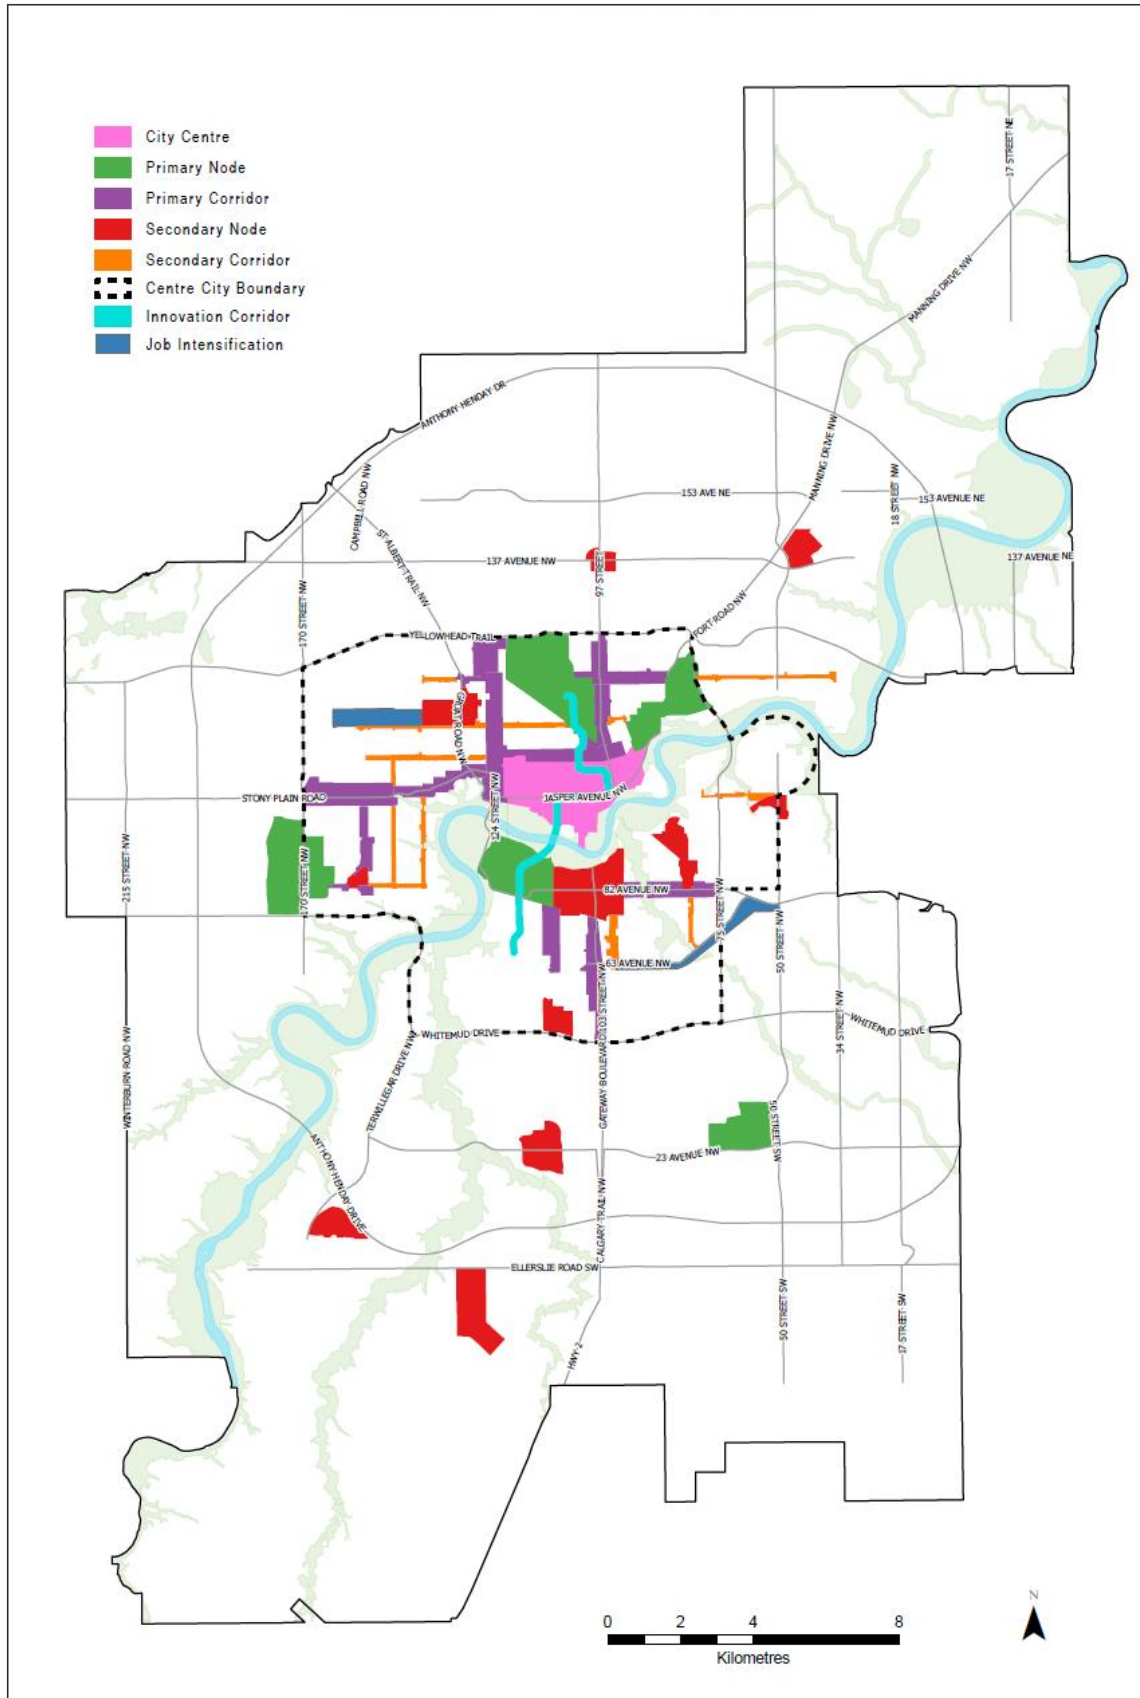 City Centre
Primary Node
Primary Corridor
Secondary Node
Secondary Corridor
Centre City Boundary
Innovation Corridor
Job Intensification
17 STREET NE
MANNING DRIVE NW
ANTHONY HENDAY DR
CAMPBELL ROAD NW
MANNING DRIVE NW
18 STREET NW
153 AVE NE
153 AVENUE NE
ST ALBERT TRAIL NW
137 AVENUE NW
97 STREET
137 AVENUE NE
170 STREET NW
YELLOWHEAD TRAIL
FORT ROAD NW
GROAT ROAD NW
STONY PLAIN ROAD
124 STREET NW
JASPER AVENUE NW
215 STREET NW
170 STREET NW
82 AVENUE NW
75 STREET NW
63 AVENUE NW
50 STREET NW
WINTERBURN ROAD NW
TERWILLEGAR DRIVE NW
WHITEMUD DRIVE
GATEWAY BOULEVARD
103 STREET NW
34 STREET NW
WHITEMUD DRIVE
50 STREET SW
23 AVENUE NW
ANTHONY HENDAY DRIVE
CALGARY TRAIL NW
ELLERSLIE ROAD SW
HWY 2
50 STREET SW
17 STREET SW
0 2 4 8
Kilometres
N